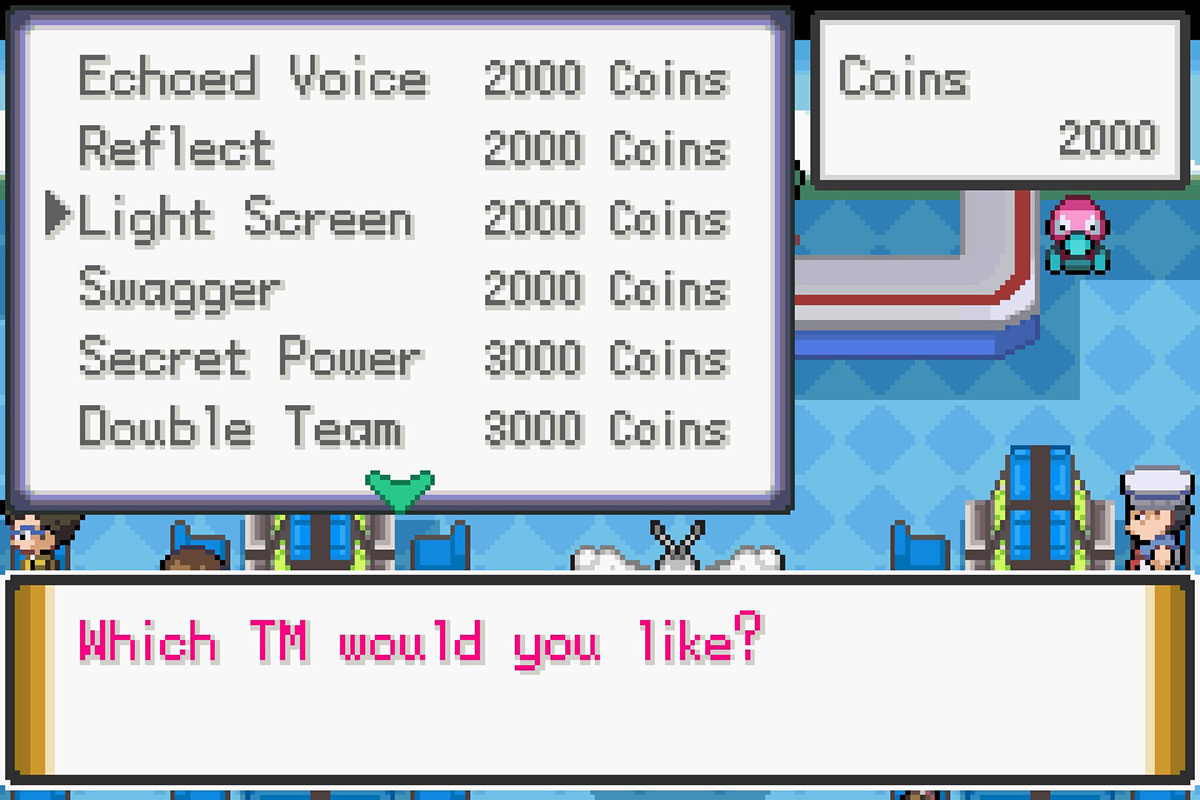 Echoed Voice 2000 Coins
Reflect 2000 Coins
Light Screen 2000 Coins
Swagger 2000 Coins
Secret Power 3000 Coins
Double Team 3000 Coins
Coins
2000
Which TM would you like?